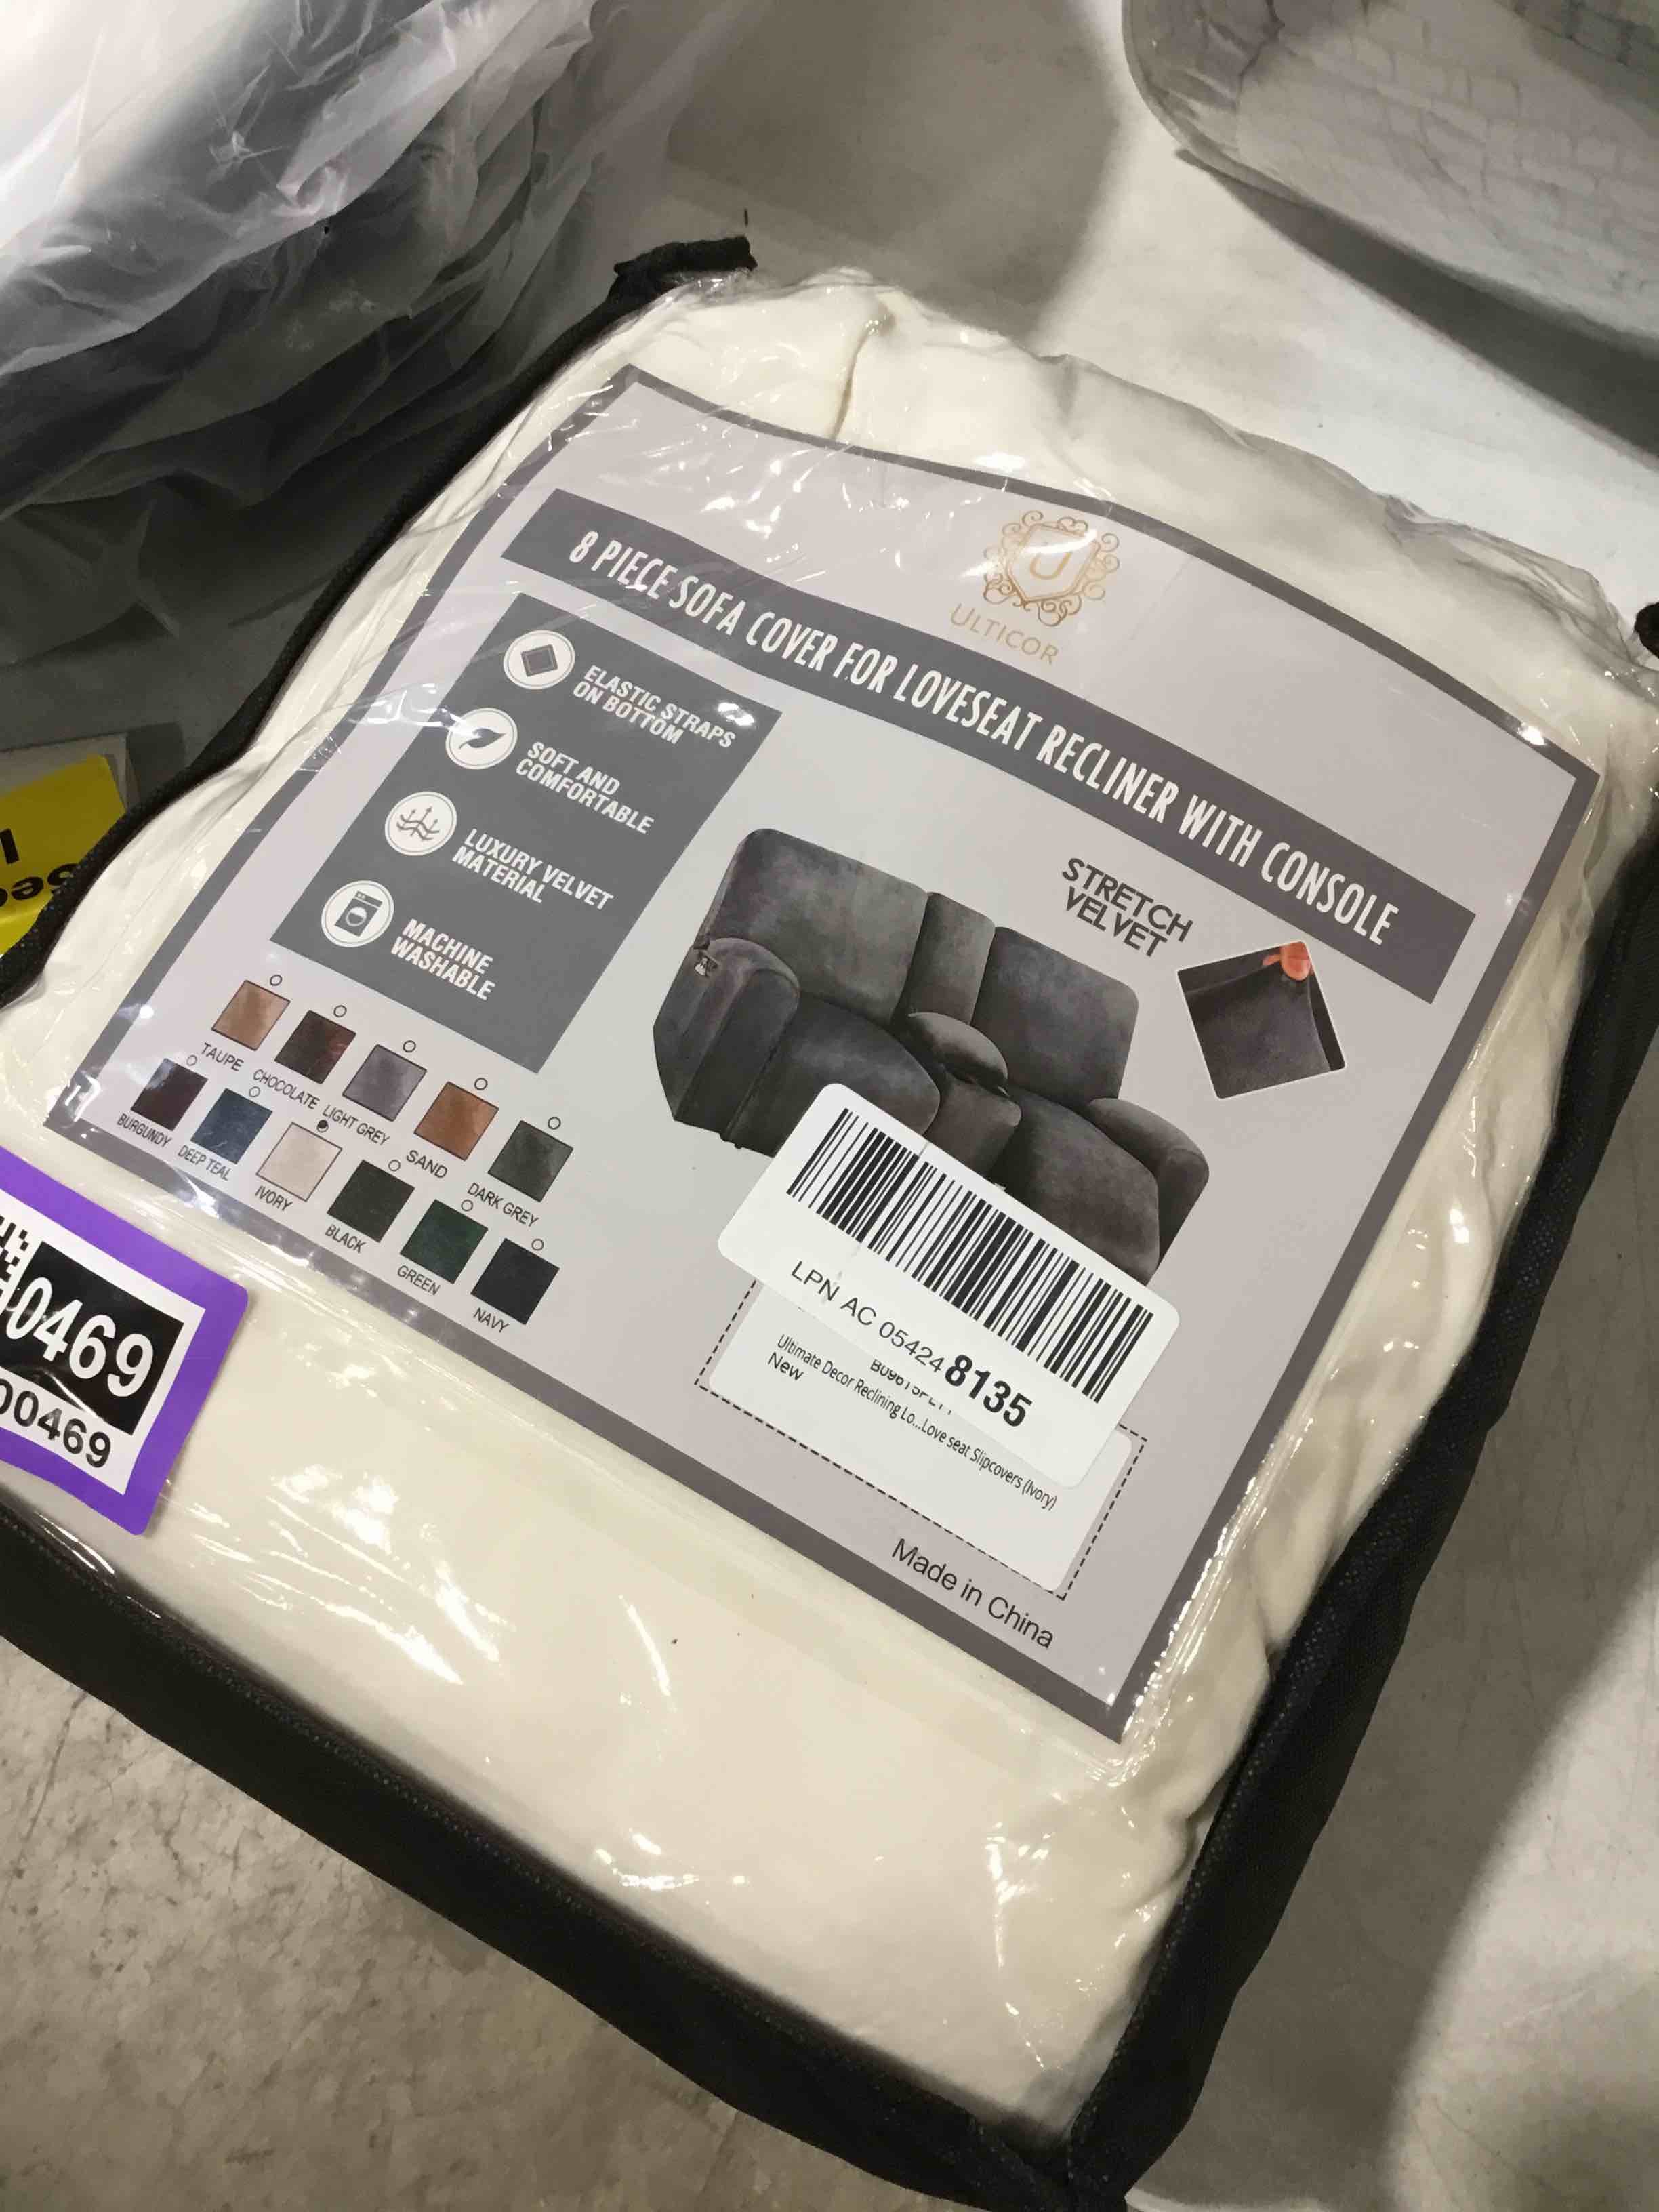 ULTICOR
8 PIECE SOFA COVER FOR LOVESEAT RECLINER WITH CONSOLE
ELASTIC STRAPS
ON BOTTOM
SOFT AND
COMFORTABLE
LUXURY VELVET
MATERIAL
MACHINE
WASHABLE
STRETCH
VELVET
TAUPE
CHOCOLATE
LIGHT GREY
SAND
DARK GREY
BURGUNDY
DEEP TEAL
IVORY
BLACK
GREEN
NAVY
LPN AC 05424 8135
Ultimate Decor Reclining Lo...Love seat Slipcovers (Ivory)
New
Made in China
0469
00469